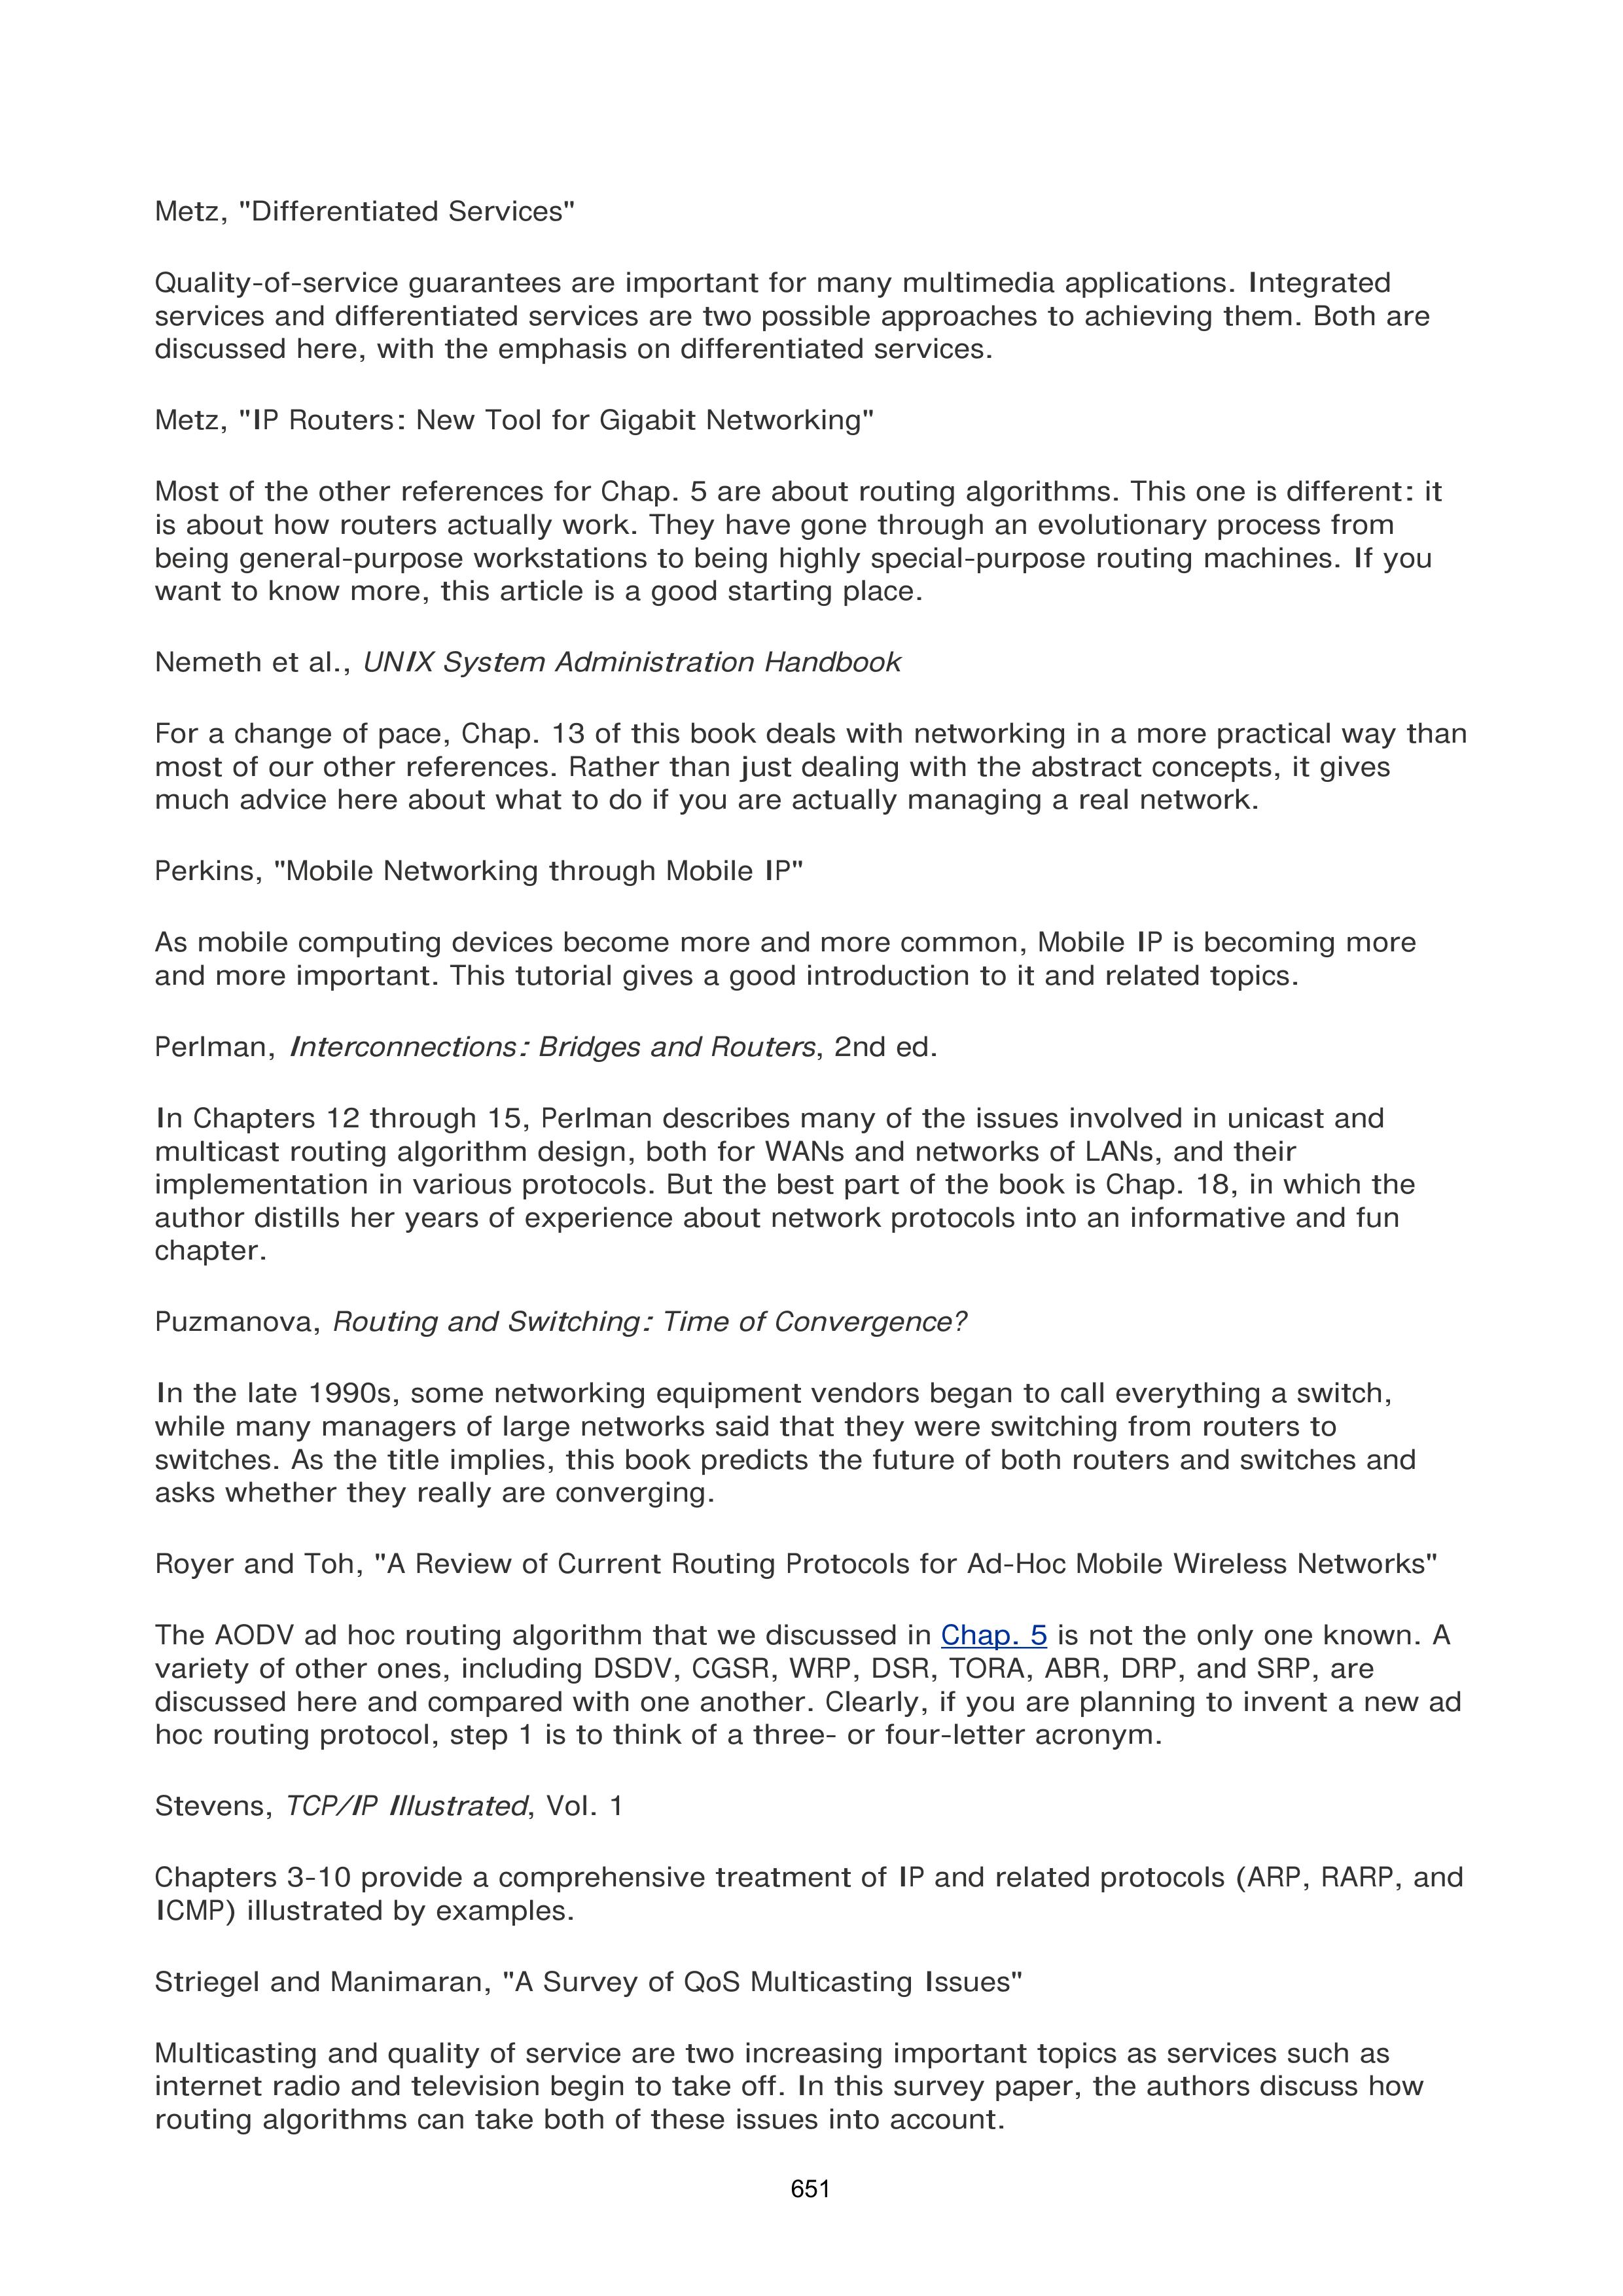 Metz, "Differentiated Services"
Quality-of-service guarantees are important for many multimedia applications. Integrated
services and differentiated services are two possible approaches to achieving them. Both are
discussed here, with the emphasis on differentiated services.
Metz, "IP Routers: New Tool for Gigabit Networking"
Most of the other references for Chap. 5 are about routing algorithms. This one is different: it
is about how routers actually work. They have gone through an evolutionary process from
being general-purpose workstations to being highly special-purpose routing machines. If you
want to know more, this article is a good starting place.
Nemeth et al., UNIX System Administration Handbook
For a change of pace, Chap. 13 of this book deals with networking in a more practical way than
most of our other references. Rather than just dealing with the abstract concepts, it gives
much advice here about what to do if you are actually managing a real network.
Perkins, "Mobile Networking through Mobile IP"
As mobile computing devices become more and more common, Mobile IP is becoming more
and more important. This tutorial gives a good introduction to it and related topics.
Perlman, Interconnections: Bridges and Routers, 2nd ed.
In Chapters 12 through 15, Perlman describes many of the issues involved in unicast and
multicast routing algorithm design, both for WANs and networks of LANs, and their
implementation in various protocols. But the best part of the book is Chap. 18, in which the
author distills her years of experience about network protocols into an informative and fun
chapter.
Puzmanova, Routing and Switching: Time of Convergence?
In the late 1990s, some networking equipment vendors began to call everything a switch,
while many managers of large networks said that they were switching from routers to
switches. As the title implies, this book predicts the future of both routers and switches and
asks whether they really are converging.
Royer and Toh, "A Review of Current Routing Protocols for Ad-Hoc Mobile Wireless Networks"
The AODV ad hoc routing algorithm that we discussed in Chap. 5 is not the only one known. A
variety of other ones, including DSDV, CGSR, WRP, DSR, TORA, ABR, DRP, and SRP, are
discussed here and compared with one another. Clearly, if you are planning to invent a new ad
hoc routing protocol, step 1 is to think of a three- or four-letter acronym.
Stevens, TCP/IP Illustrated, Vol. 1
Chapters 3-10 provide a comprehensive treatment of IP and related protocols (ARP, RARP, and
ICMP) illustrated by examples.
Striegel and Manimaran, "A Survey of QoS Multicasting Issues"
Multicasting and quality of service are two increasing important topics as services such as
internet radio and television begin to take off. In this survey paper, the authors discuss how
routing algorithms can take both of these issues into account.
651